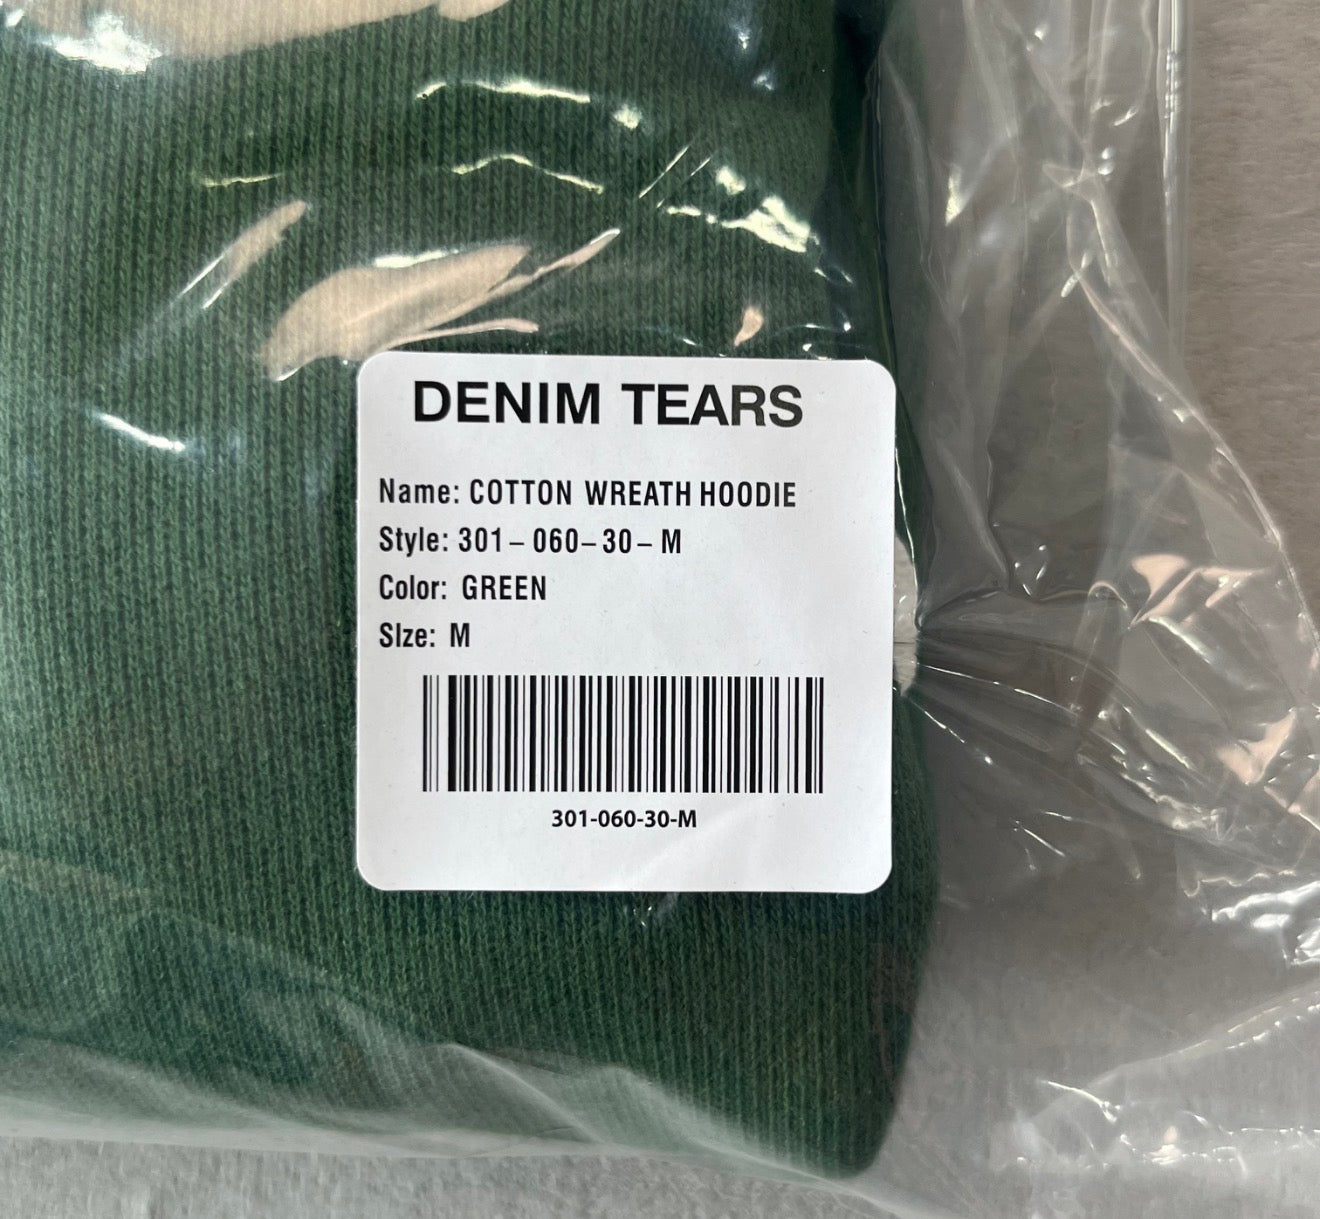 DENIM TEARS
Name: COTTON WREATH HOODIE
Style: 301-060-30-M
Color: GREEN
SIze: M
301-060-30-M